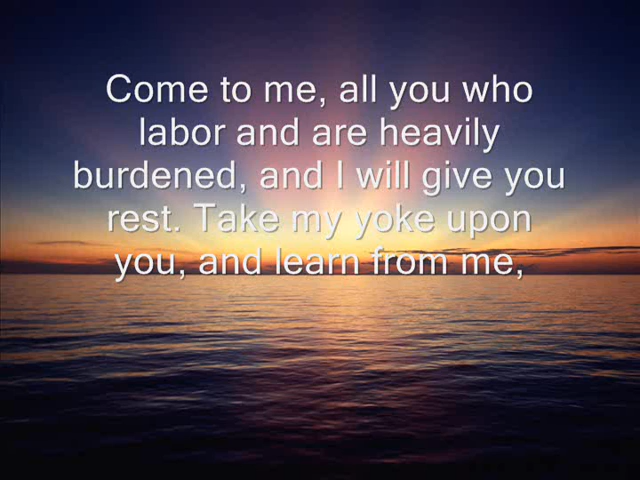 Come to me, all you who
labor and are heavily
burdened, and I will give you
rest. Take my yoke upon
you, and learn from me,